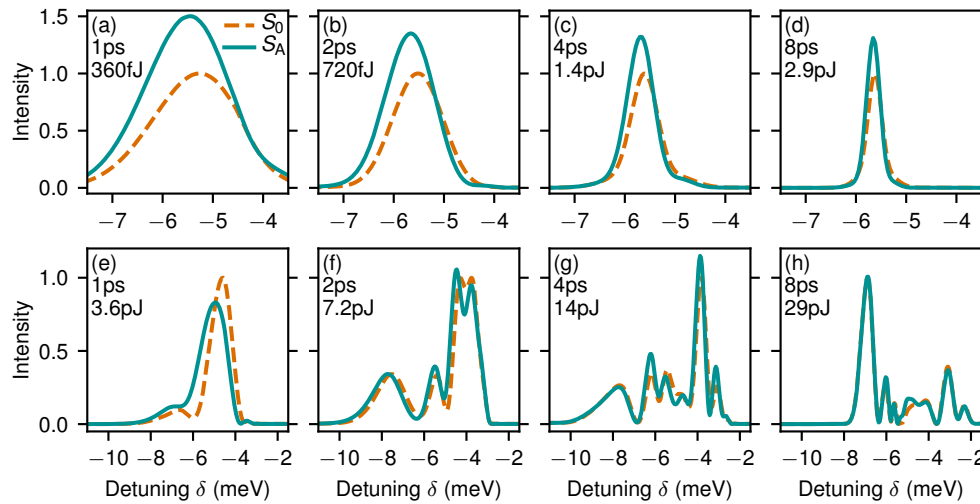 1.5
1.0
0.5
0.0
Intensity
(a)
1ps
360fJ
S0
SA
(b)
2ps
720fJ
(c)
4ps
1.4pJ
(d)
8ps
2.9pJ
−7 −6 −5 −4
−7 −6 −5 −4
−7 −6 −5 −4
−7 −6 −5 −4
1.0
0.5
0.0
Intensity
(e)
1ps
3.6pJ
(f)
2ps
7.2pJ
(g)
4ps
14pJ
(h)
8ps
29pJ
−10 −8 −6 −4 −2
−10 −8 −6 −4 −2
−10 −8 −6 −4 −2
−10 −8 −6 −4 −2
Detuning δ (meV)
Detuning δ (meV)
Detuning δ (meV)
Detuning δ (meV)